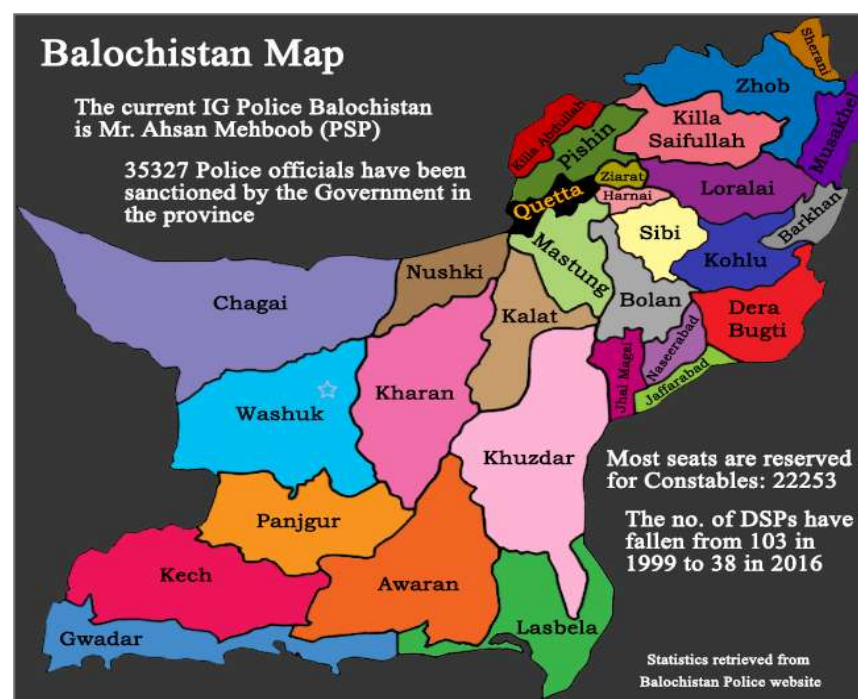 Balochistan Map
The current IG Police Balochistan
is Mr. Ahsan Mehboob (PSP)
35327 Police officials have been
sanctioned by the Government in
the province
Sherani
Zhob
Musakhel
Killa
Saifullah
Killa Abdullah
Pishin
Ziarat
Loralai
Quetta
Harnai
Barkhan
Sibi
Mastung
Kohlu
Nushki
Chagai
Bolan
Kalat
Dera
Bugti
Naseerabad
Jhal Magai
Jaffarabad
Kharan
Washuk
Khuzdar
Most seats are reserved
for Constables: 22253
Panjgur
The no. of DSPs have
fallen from 103 in
1999 to 38 in 2016
Kech
Awaran
Lasbela
Gwadar
Statistics retrieved from
Balochistan Police website